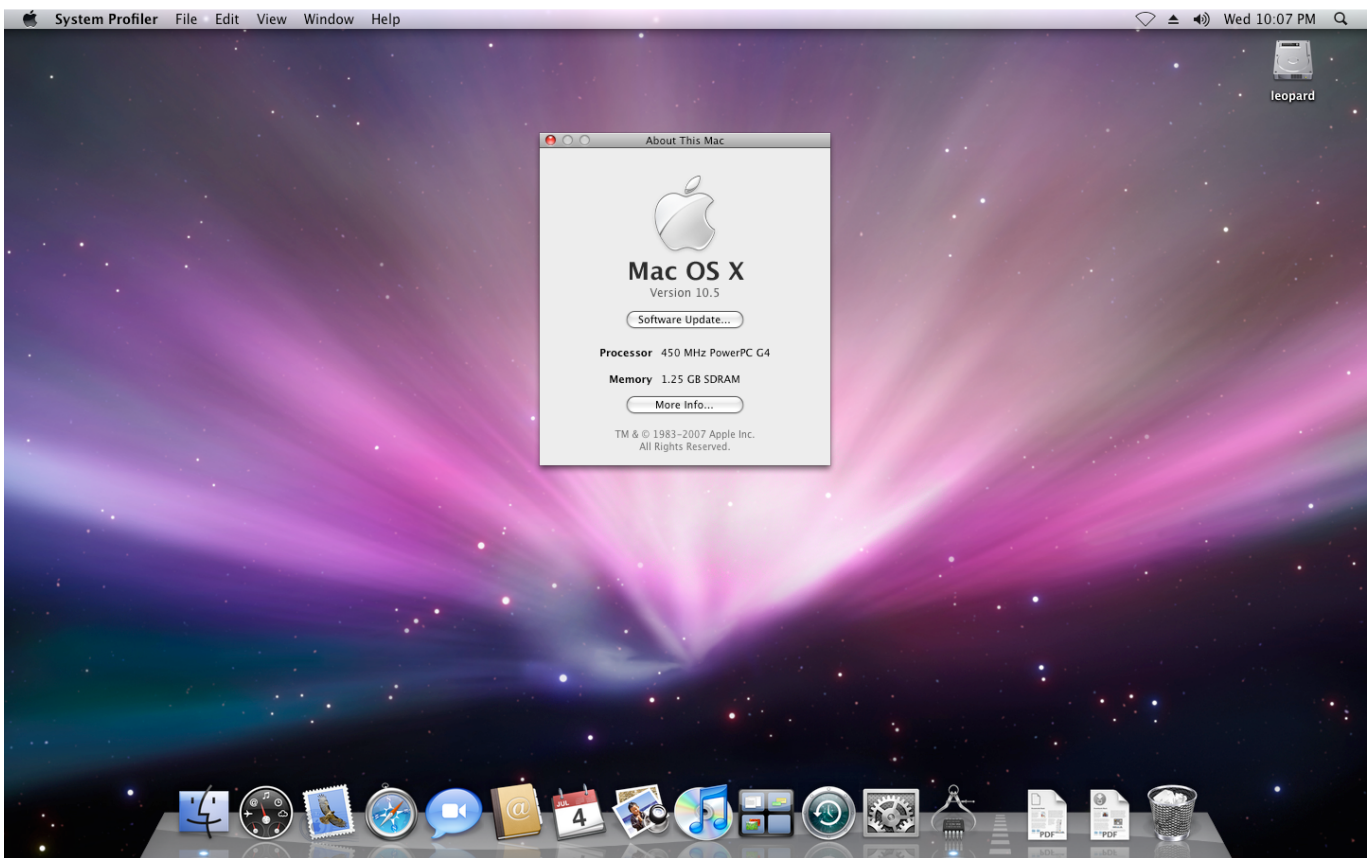 System Profiler File Edit View Window Help Wed 10:07 PM
leopard
About This Mac
Mac OS X
Version 10.5
Software Update...
Processor 450 MHz PowerPC G4
Memory 1.25 GB SDRAM
More Info...
TM & © 1983-2007 Apple Inc.
All Rights Reserved.
@
JUL
4
PDF
PDF